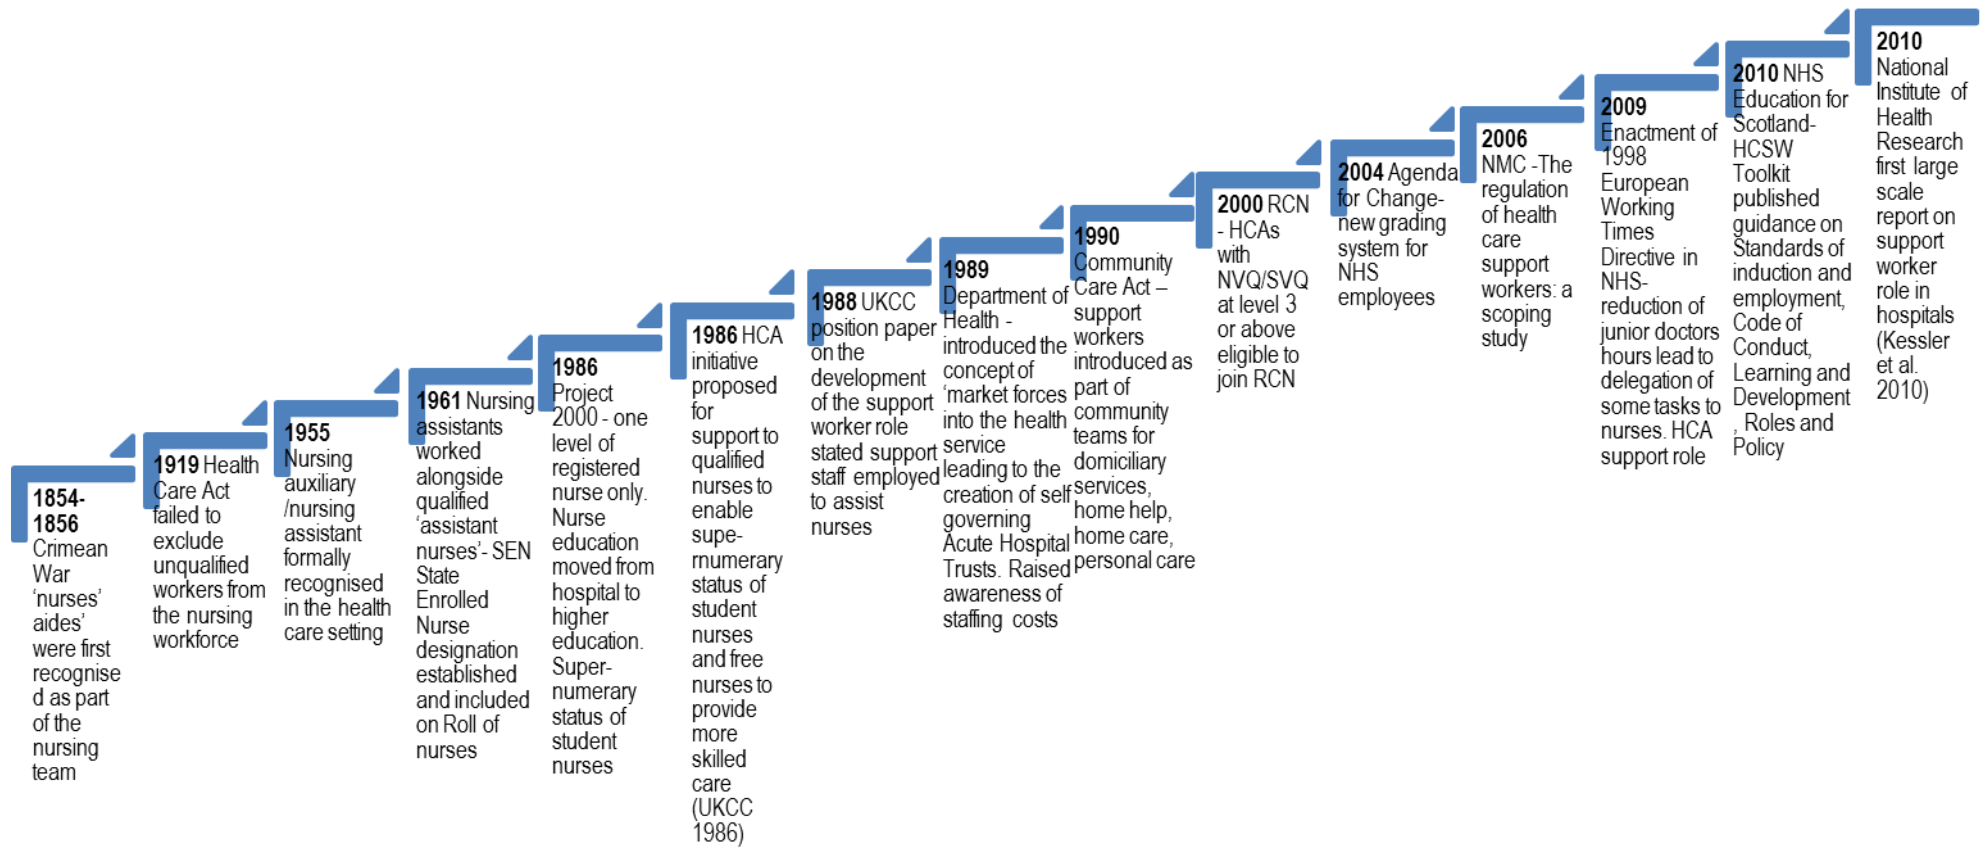 1854-
1856
Crimean
War
‘nurses’
aides’
were first
recognise
d as part
of the
nursing
team
1919 Health
Care Act
failed to
exclude
unqualified
workers from
the nursing
workforce
1955
Nursing
auxiliary
/nursing
assistant
formally
recognised
in the health
care setting
1961 Nursing
assistants
worked
alongside
qualified
‘assistant
nurses’- SEN
State
Enrolled
Nurse
designation
established
and included
on Roll of
nurses
1986
Project
2000 - one
level of
registered
nurse only.
Nurse
education
moved from
hospital to
higher
education.
Super-
numerary
status of
student
nurses
1986 HCA
initiative
proposed
for
support to
qualified
nurses to
enable
supe-
rnumerary
status of
student
nurses
and free
nurses to
provide
more
skilled
care
(UKCC
1986)
1988 UKCC
position paper
on the
development
of the support
worker role
stated support
staff employed
to assist
nurses
1989
Department of
Health -
introduced the
concept of
‘market forces
into the health
service
leading to the
creation of self
governing
Acute Hospital
Trusts. Raised
awareness of
staffing costs
1990
Community
Care Act –
support
workers
introduced as
part of
community
teams for
domiciliary
services,
home help,
home care,
personal care
2000 RCN
- HCAs
with
NVQ/SVQ
at level 3
or above
eligible to
join RCN
2004 Agenda
for Change-
new grading
system for
NHS
employees
2006
NMC -The
regulation
of health
care
support
workers: a
scoping
study
2009
Enactment of
1998
European
Working
Times
Directive in
NHS-
reduction of
junior doctors
hours lead to
delegation of
some tasks to
nurses. HCA
support role
2010 NHS
Education for
Scotland-
HCSW
Toolkit
published
guidance on
Standards of
induction and
employment,
Code of
Conduct,
Learning and
Development
, Roles and
Policy
2010
National
Institute of
Health
Research
first large
scale
report on
support
worker
role in
hospitals
(Kessler
et al.
2010)